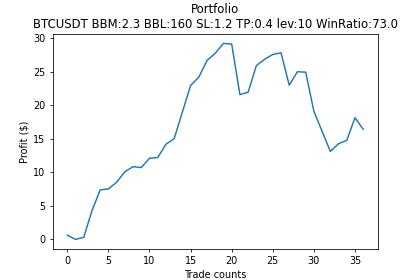 Portfolio
BTCUSDT BBM:2.3 BBL:160 SL:1.2 TP:0.4 lev:10 WinRatio:73.0
30
25
20
15
10
5
0
Profit ($)
0 5 10 15 20 25 30 35
Trade counts